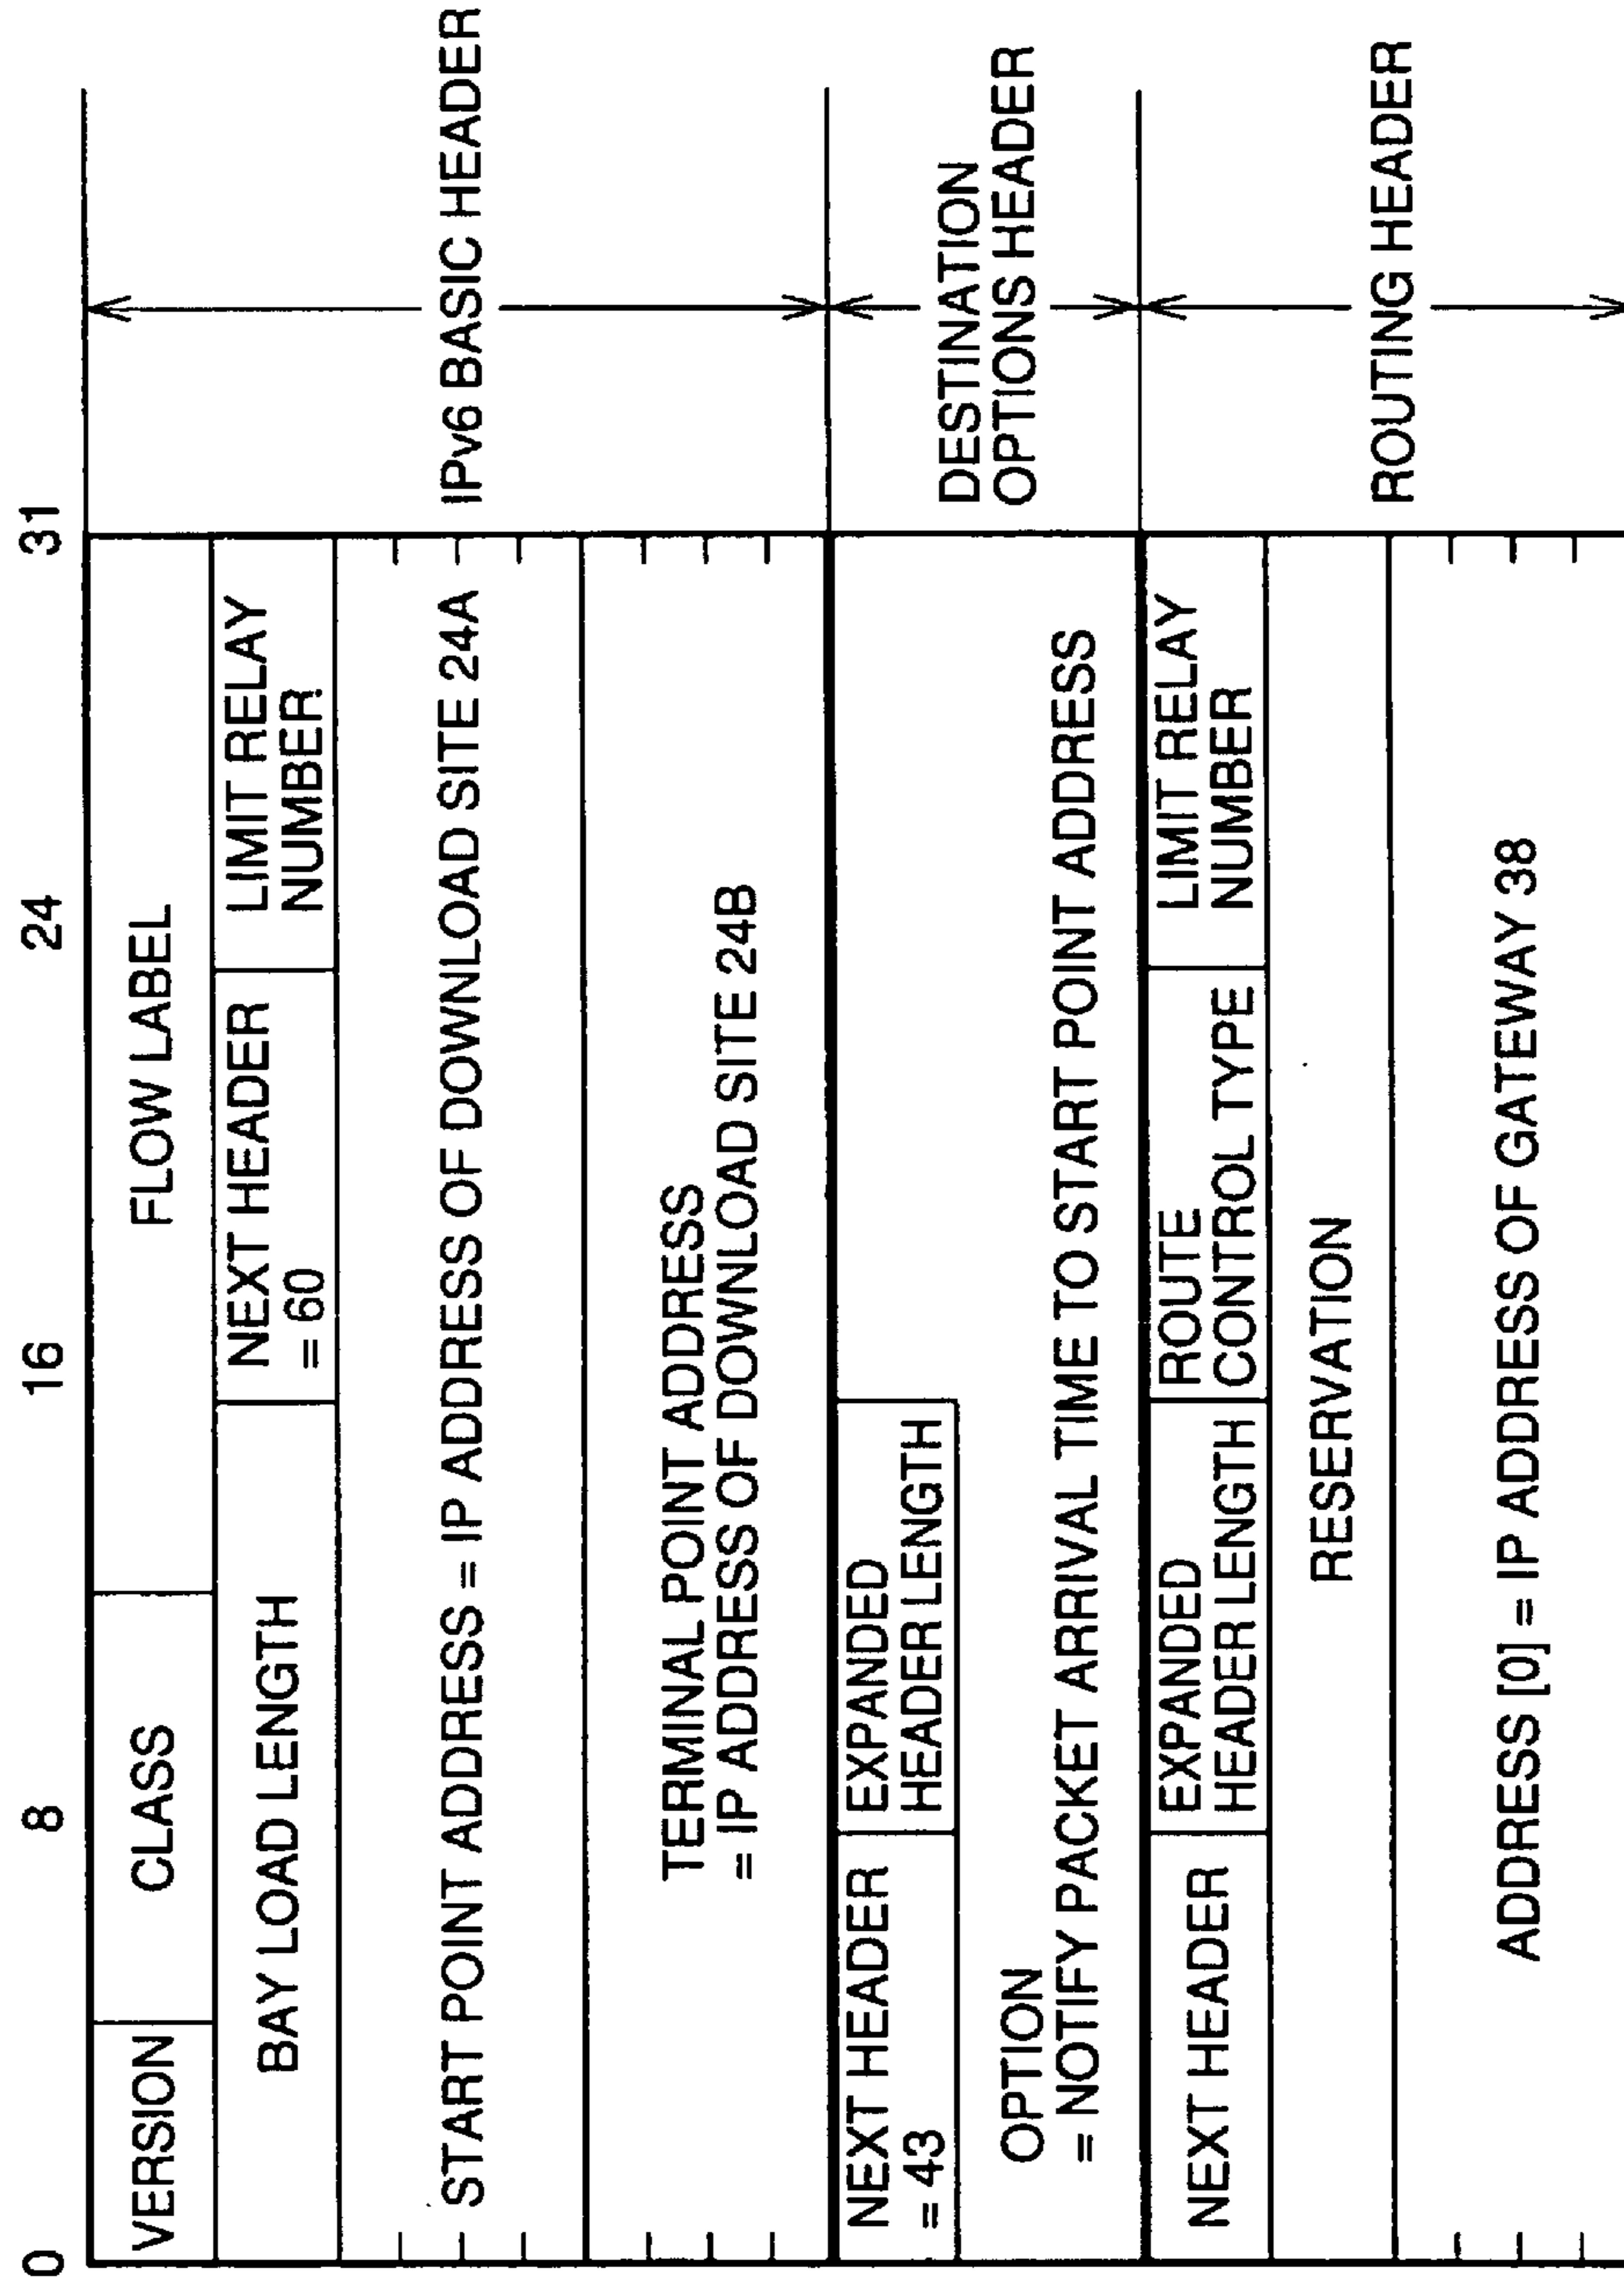 0 8 16 24 31
VERSION CLASS FLOW LABEL
BAY LOAD LENGTH NEXT HEADER
= 60 LIMIT RELAY
NUMBER
START POINT ADDRESS = IP ADDRESS OF DOWNLOAD SITE 24A
IPv6 BASIC HEADER
TERMINAL POINT ADDRESS
= IP ADDRESS OF DOWNLOAD SITE 24B
NEXT HEADER
= 43
EXPANDED
HEADER LENGTH
OPTION
= NOTIFY PACKET ARRIVAL TIME TO START POINT ADDRESS
DESTINATION
OPTIONS HEADER
NEXT HEADER
EXPANDED
HEADER LENGTH
ROUTE
CONTROL TYPE
LIMIT RELAY
NUMBER
RESERVATION
ADDRESS [0] = IP ADDRESS OF GATEWAY 38
ROUTING HEADER